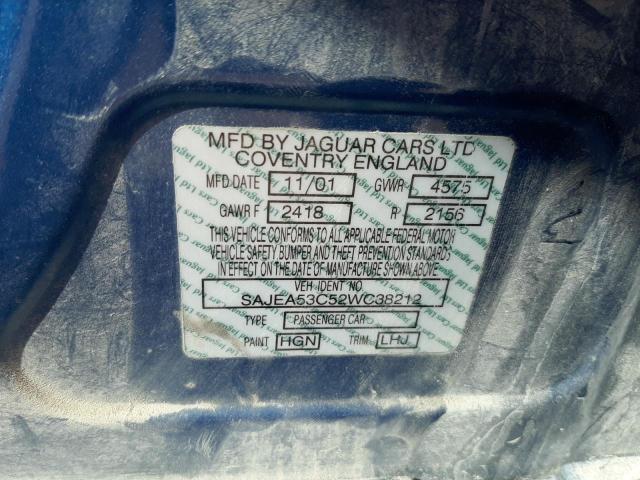 MFD BY JAGUAR CARS LTD
COVENTRY ENGLAND
MFD DATE 11/01 GVWR 4575
GAWR F 2418 R 2156
THIS VEHICLE CONFORMS TO ALL APPLICABLE FEDERAL MOTOR
VEHICLE SAFETY, BUMPER AND THEFT PREVENTION STANDARDS
IN EFFECT ON THE DATE OF MANUFACTURE SHOWN ABOVE
VEH IDENT NO
SAJEA53C52WC38212
TYPE PASSENGER CAR
PAINT HGN TRIM LHJ